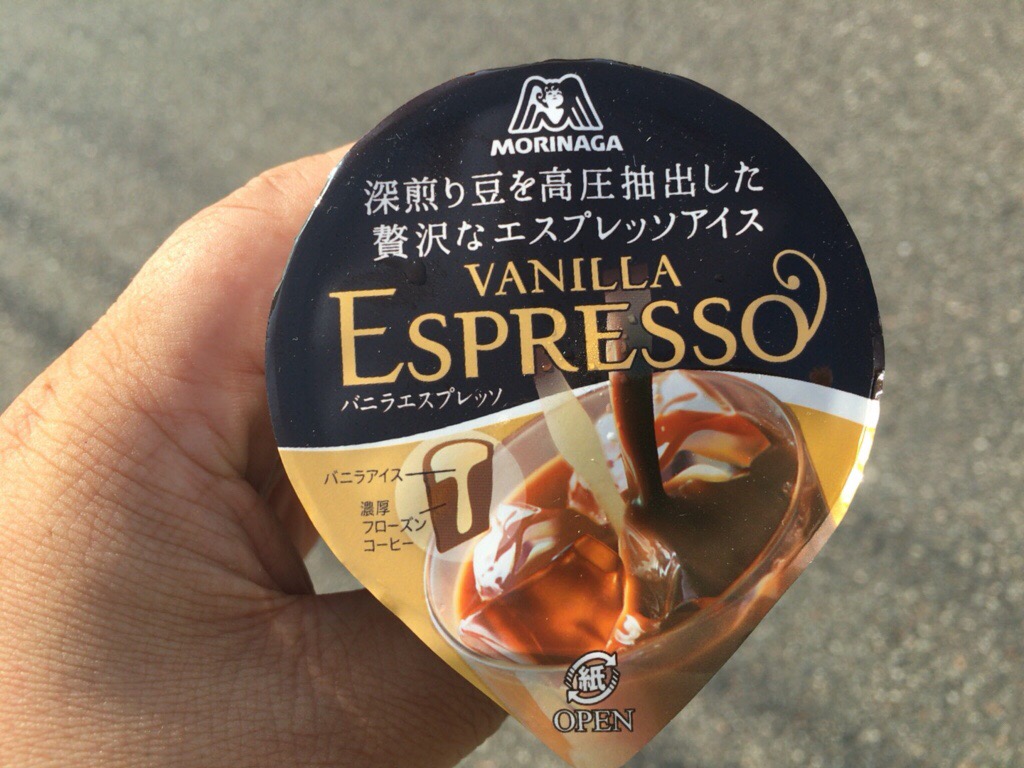 MORINAGA
深煎り豆を高圧抽出した
贅沢なエスプレッソアイス
VANILLA
ESPRESSO
バニラエスプレッソ
バニラアイス
濃厚
フローズン
コーヒー
紙
OPEN